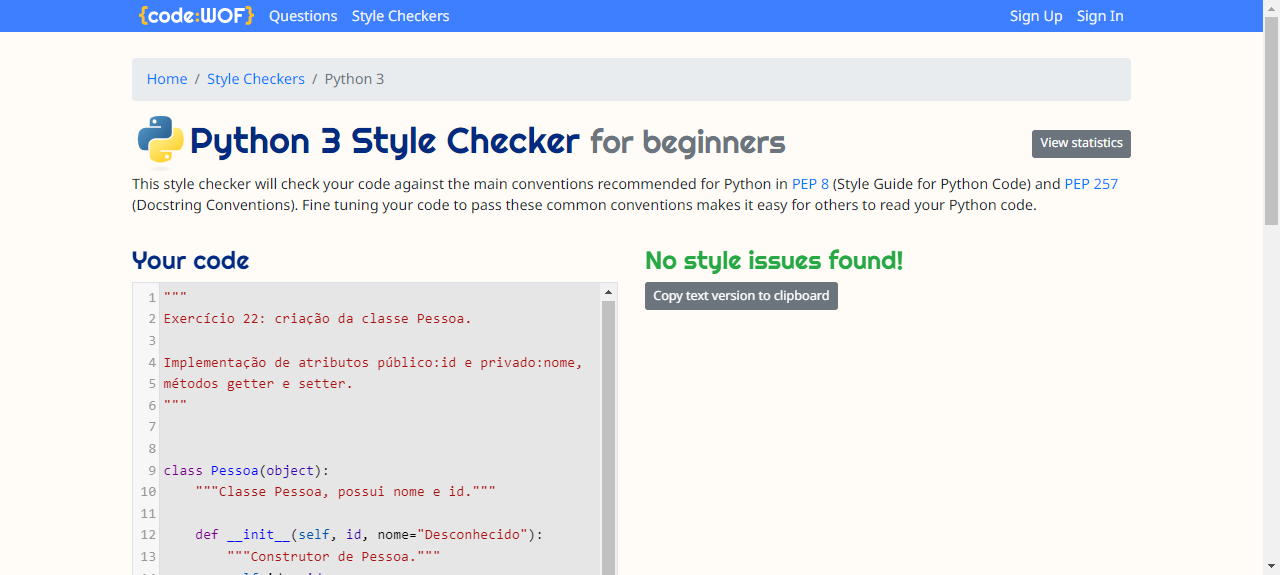 {code:WOF} Questions Style Checkers Sign Up Sign In
Home / Style Checkers / Python 3
Python 3 Style Checker for beginners
View statistics
This style checker will check your code against the main conventions recommended for Python in PEP 8 (Style Guide for Python Code) and PEP 257
(Docstring Conventions). Fine tuning your code to pass these common conventions makes it easy for others to read your Python code.
Your code
1 """
2 Exercício 22: criação da classe Pessoa.
3
4 Implementação de atributos público:id e privado:nome,
5 métodos getter e setter.
6 """
7
8
9 class Pessoa(object):
10     """Classe Pessoa, possui nome e id."""
11
12     def __init__(self, id, nome="Desconhecido"):
13         """Construtor de Pessoa."""
No style issues found!
Copy text version to clipboard